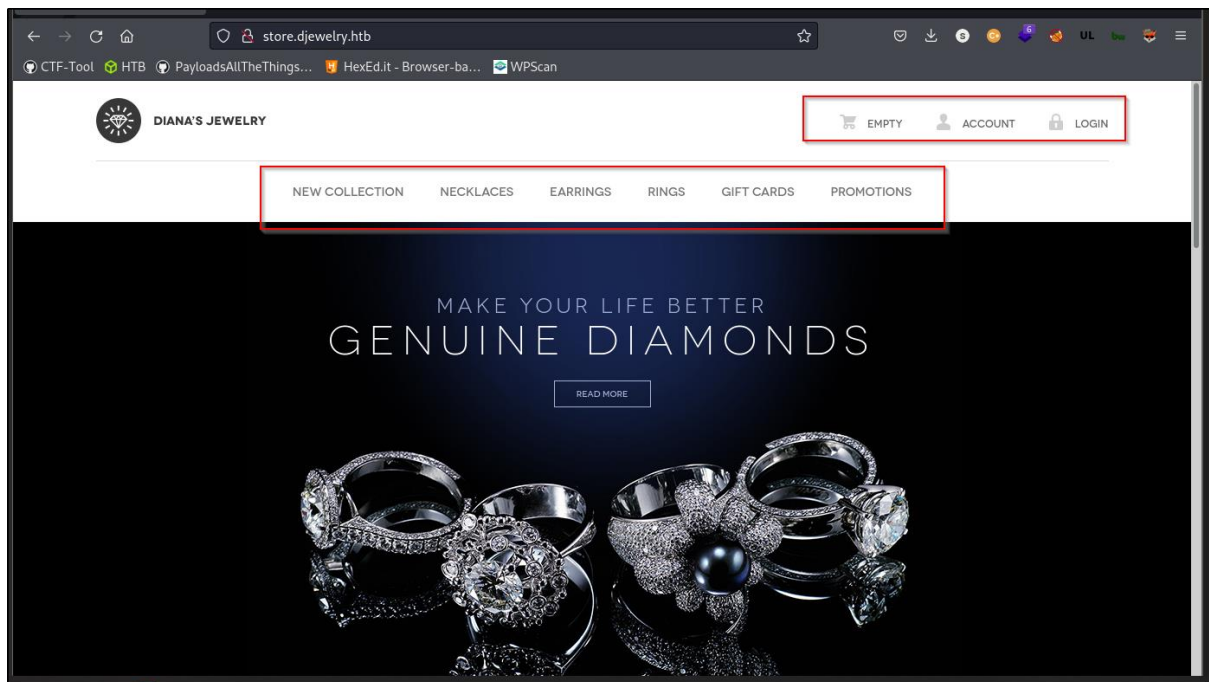 store.djewelry.htb
6
S
UL
CTF-Tool HTB PayloadsAllTheThings... HexEd.it - Browser-ba... WPScan
DIANA'S JEWELRY
EMPTY ACCOUNT LOGIN
NEW COLLECTION NECKLACES EARRINGS RINGS GIFT CARDS PROMOTIONS
MAKE YOUR LIFE BETTER
GENUINE DIAMONDS
READ MORE